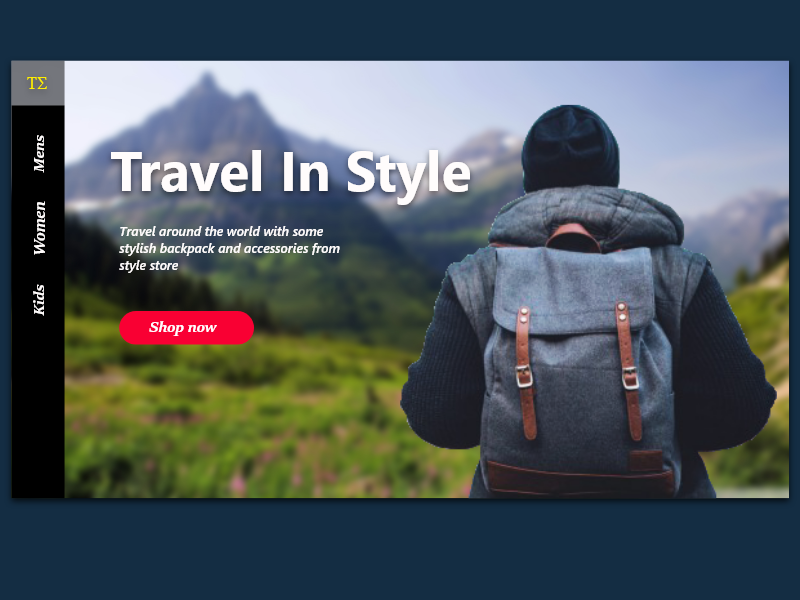 TΣ
Mens
Women
Kids
Travel In Style
Travel around the world with some
stylish backpack and accessories from
style store
Shop now